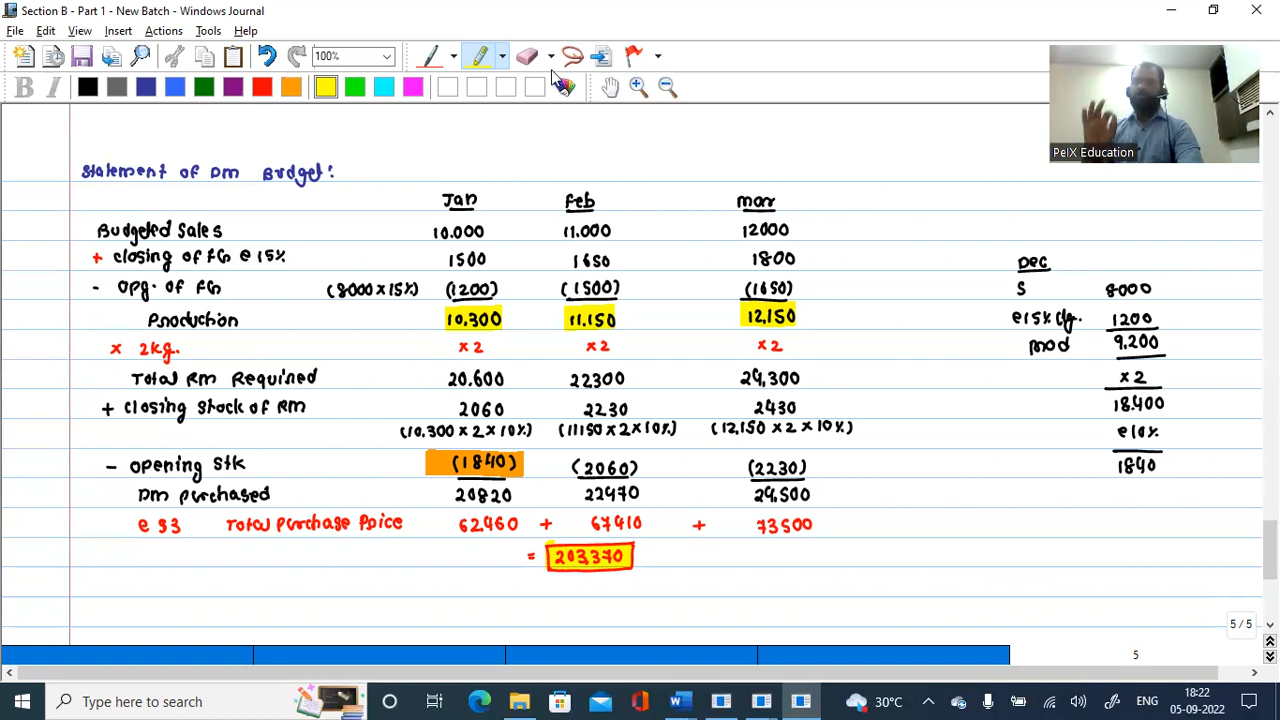 Section B - Part 1 - New Batch - Windows Journal
File Edit View Insert Actions Tools Help
100%
B I
PelX Education
Statement of DM Budget:
Jan Feb Mar
Budgeted Sales 10.000 11.000 12000
+ closing of FG @ 15% 1500 1650 1800
- Opg. of FG (8000 x 15%) (1200) (1500) (1650)
Production 10.300 11.150 12.150
x 2kg. x 2 x 2 x 2
Total RM Required 20.600 22300 24,300
+ closing stock of RM 2060 2230 2430
(10.300 x 2 x 10%) (11150 x 2 x 10%) (12,150 x 2 x 10%)
- opening Stk (1840) (2060) (2230)
DM purchased 20820 22470 24.500
@ $3 Total Purchase Price 62460 + 67410 + 73500
= 203,370
Dec
S 8000
@15% clg. 1200
Prod 9.200
x 2
18.400
@10%
1840
5 / 5
5
Type here to search
30°C
ENG
18:22
05-09-2022